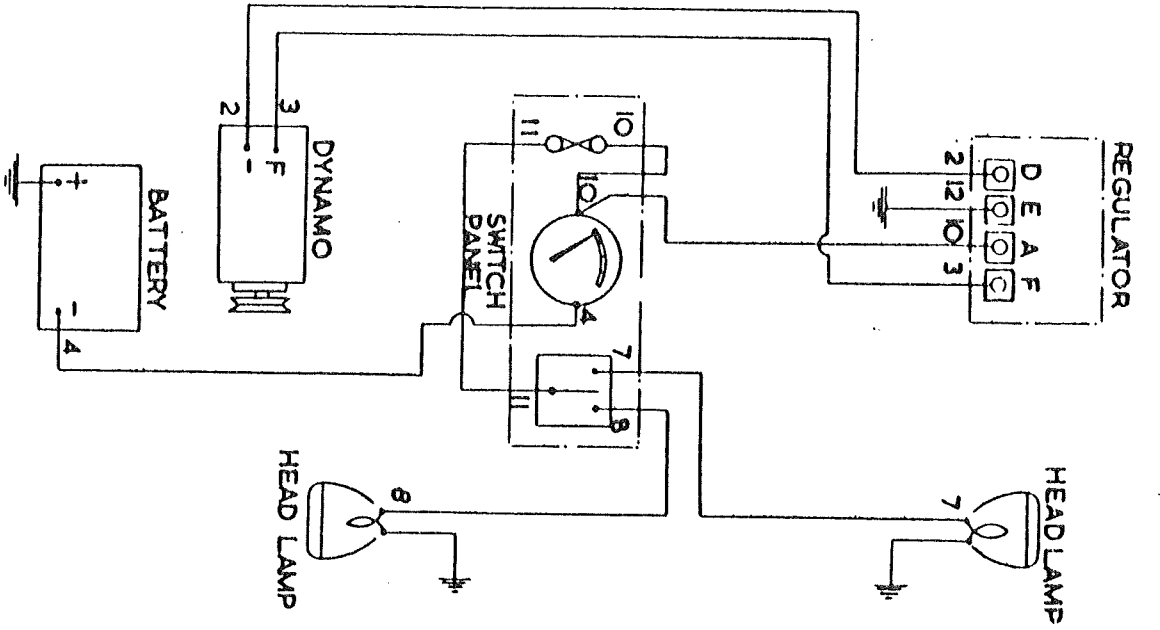 REGULATOR
D E A F
2 12 10 3
2 3
F
-
DYNAMO
+
-
BATTERY
4
10
11
10
4
SWITCH
PANEL
7
8
11
HEAD LAMP
8
HEAD LAMP
7